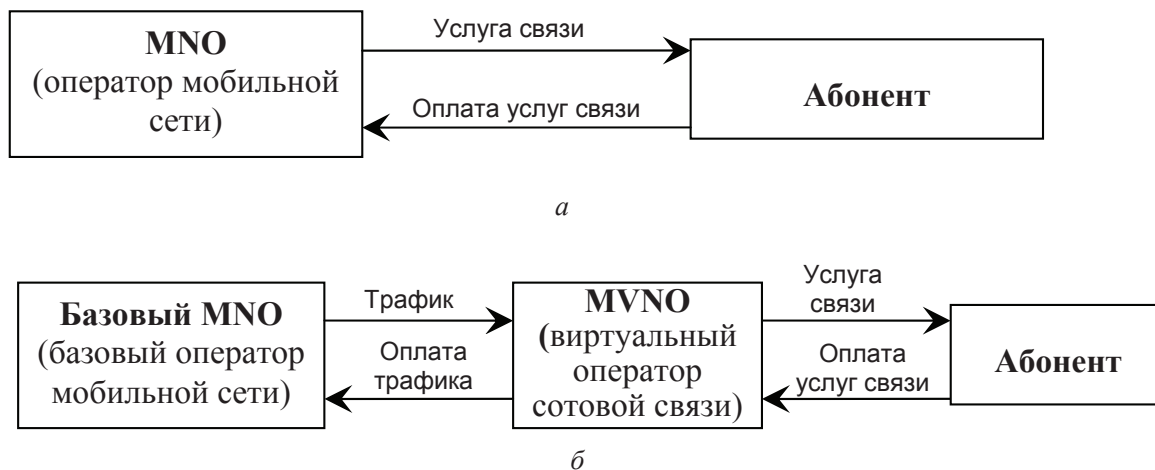 MNO
(оператор мобильной
сети)
Услуга связи
Оплата услуг связи
Абонент
а
Базовый MNO
(базовый оператор
мобильной сети)
Трафик
Оплата
трафика
MVNO
(виртуальный
оператор
сотовой связи)
Услуга
связи
Оплата
услуг связи
Абонент
б